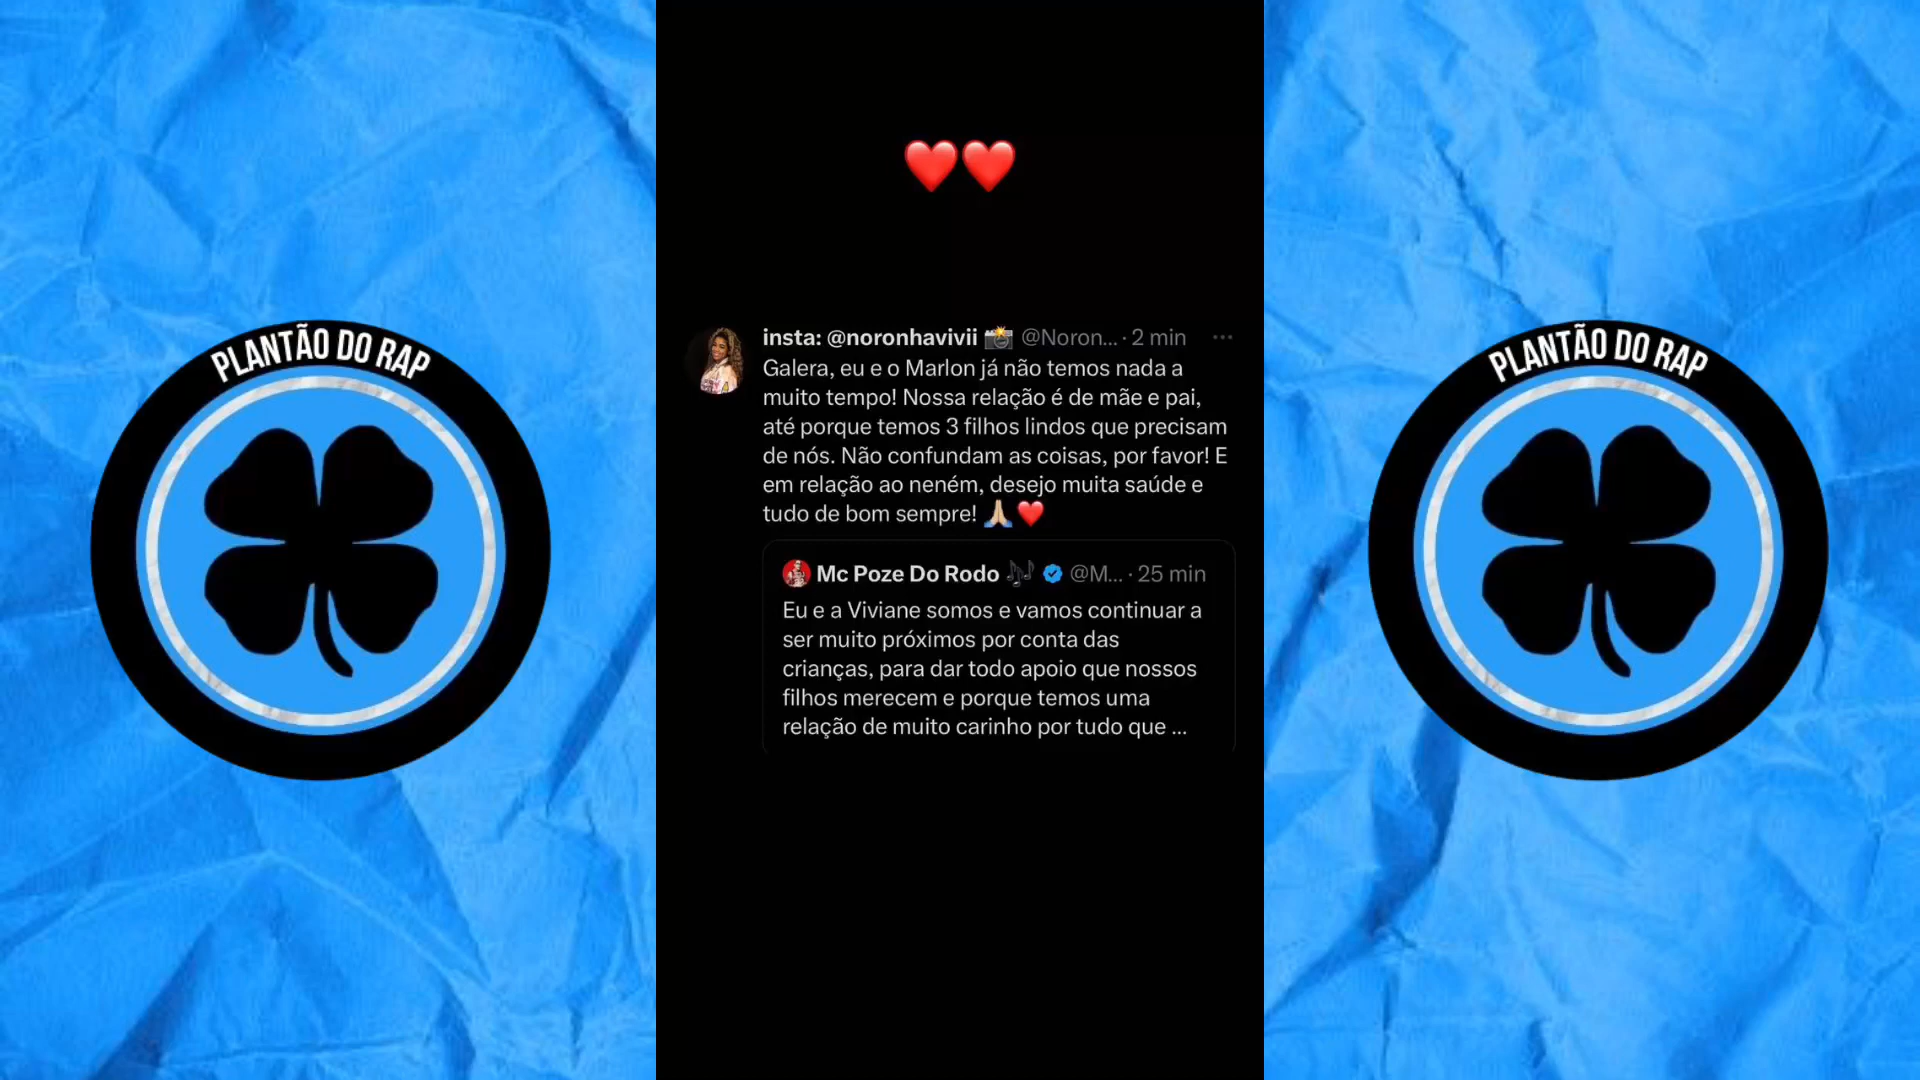 PLANTÃO DO RAP
❤️❤️
insta: @noronhavivii 📸 @Noron... · 2 min ...
Galera, eu e o Marlon já não temos nada a
muito tempo! Nossa relação é de mãe e pai,
até porque temos 3 filhos lindos que precisam
de nós. Não confundam as coisas, por favor! E
em relação ao neném, desejo muita saúde e
tudo de bom sempre! 🙏🏼❤️
Mc Poze Do Rodo 🎶 @M... · 25 min
Eu e a Viviane somos e vamos continuar a
ser muito próximos por conta das
crianças, para dar todo apoio que nossos
filhos merecem e porque temos uma
relação de muito carinho por tudo que ...
PLANTÃO DO RAP